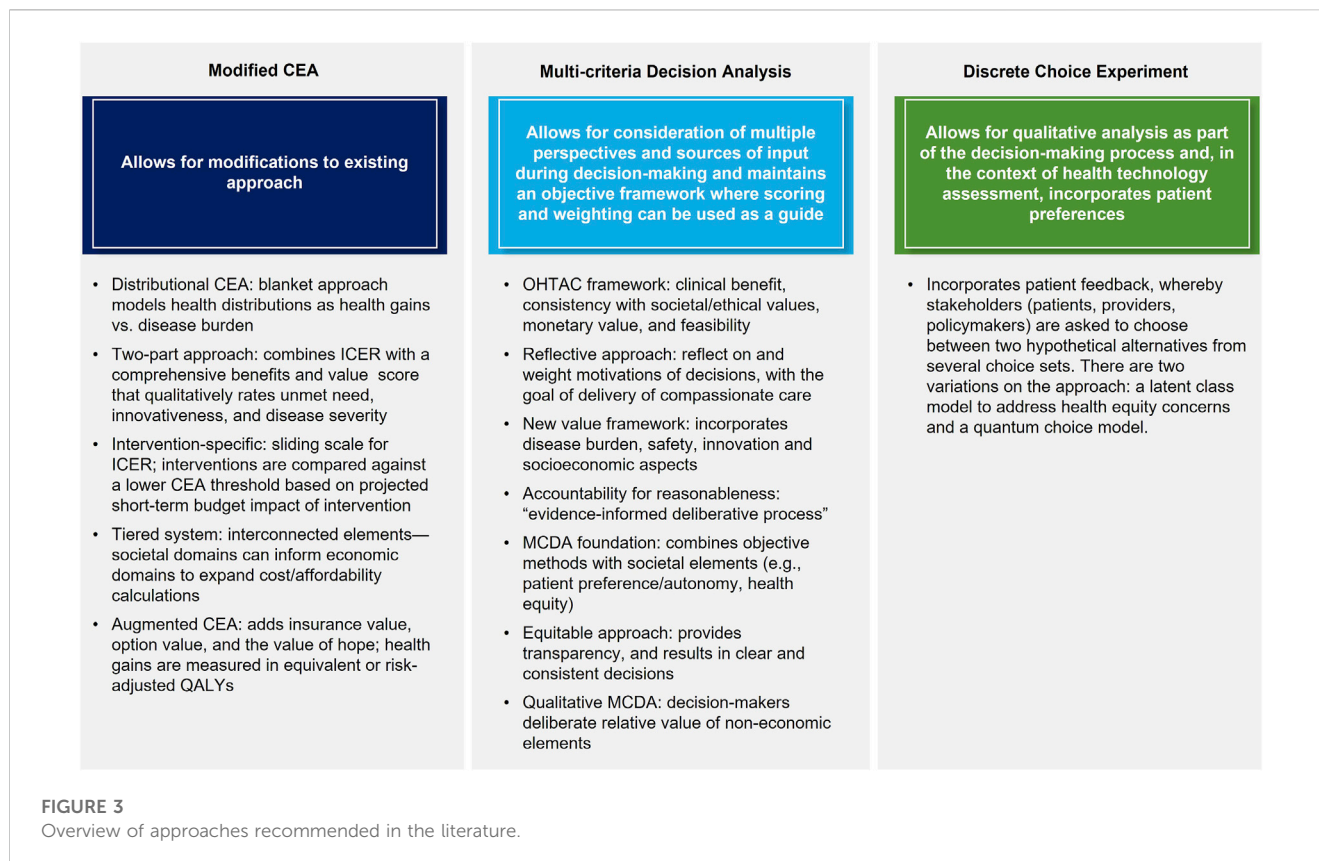 Modified CEA
Allows for modifications to existing
approach
• Distributional CEA: blanket approach
models health distributions as health gains
vs. disease burden
• Two-part approach: combines ICER with a
comprehensive benefits and value score
that qualitatively rates unmet need,
innovativeness, and disease severity
• Intervention-specific: sliding scale for
ICER; interventions are compared against
a lower CEA threshold based on projected
short-term budget impact of intervention
• Tiered system: interconnected elements—
societal domains can inform economic
domains to expand cost/affordability
calculations
• Augmented CEA: adds insurance value,
option value, and the value of hope; health
gains are measured in equivalent or risk-
adjusted QALYs
Multi-criteria Decision Analysis
Allows for consideration of multiple
perspectives and sources of input
during decision-making and maintains
an objective framework where scoring
and weighting can be used as a guide
• OHTAC framework: clinical benefit,
consistency with societal/ethical values,
monetary value, and feasibility
• Reflective approach: reflect on and
weight motivations of decisions, with the
goal of delivery of compassionate care
• New value framework: incorporates
disease burden, safety, innovation and
socioeconomic aspects
• Accountability for reasonableness:
“evidence-informed deliberative process”
• MCDA foundation: combines objective
methods with societal elements (e.g.,
patient preference/autonomy, health
equity)
• Equitable approach: provides
transparency, and results in clear and
consistent decisions
• Qualitative MCDA: decision-makers
deliberate relative value of non-economic
elements
Discrete Choice Experiment
Allows for qualitative analysis as part
of the decision-making process and, in
the context of health technology
assessment, incorporates patient
preferences
• Incorporates patient feedback, whereby
stakeholders (patients, providers,
policymakers) are asked to choose
between two hypothetical alternatives from
several choice sets. There are two
variations on the approach: a latent class
model to address health equity concerns
and a quantum choice model.
FIGURE 3
Overview of approaches recommended in the literature.